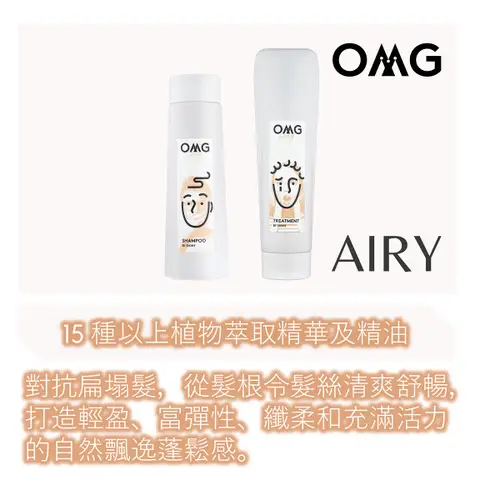 OMG
OMG
OMG
SHAMPOO
TREATMENT
AIRY
15 種以上植物萃取精華及精油
對抗扁塌髮，從髮根令髮絲清爽舒暢，
打造輕盈、富彈性、纖柔和充滿活力
的自然飄逸蓬鬆感。